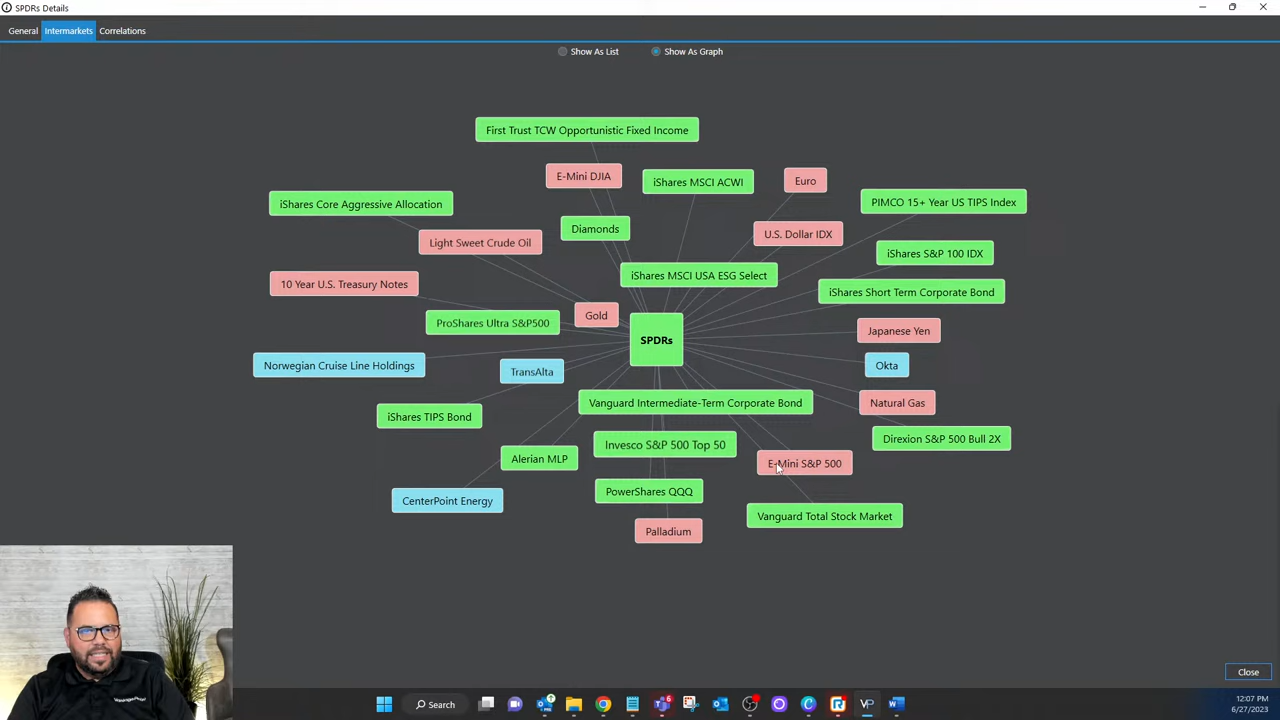 SPDRs Details
General
Intermarkets
Correlations
Show As List
Show As Graph
First Trust TCW Opportunistic Fixed Income
E-Mini DJIA
iShares MSCI ACWI
Euro
iShares Core Aggressive Allocation
PIMCO 15+ Year US TIPS Index
Diamonds
U.S. Dollar IDX
Light Sweet Crude Oil
iShares S&P 100 IDX
iShares MSCI USA ESG Select
10 Year U.S. Treasury Notes
iShares Short Term Corporate Bond
Gold
ProShares Ultra S&P500
Japanese Yen
SPDRs
Norwegian Cruise Line Holdings
Okta
TransAlta
Vanguard Intermediate-Term Corporate Bond
Natural Gas
iShares TIPS Bond
Direxion S&P 500 Bull 2X
Invesco S&P 500 Top 50
Alerian MLP
E-Mini S&P 500
PowerShares QQQ
CenterPoint Energy
Vanguard Total Stock Market
Palladium
Close
Search
6
VP
12:07 PM
6/27/2023